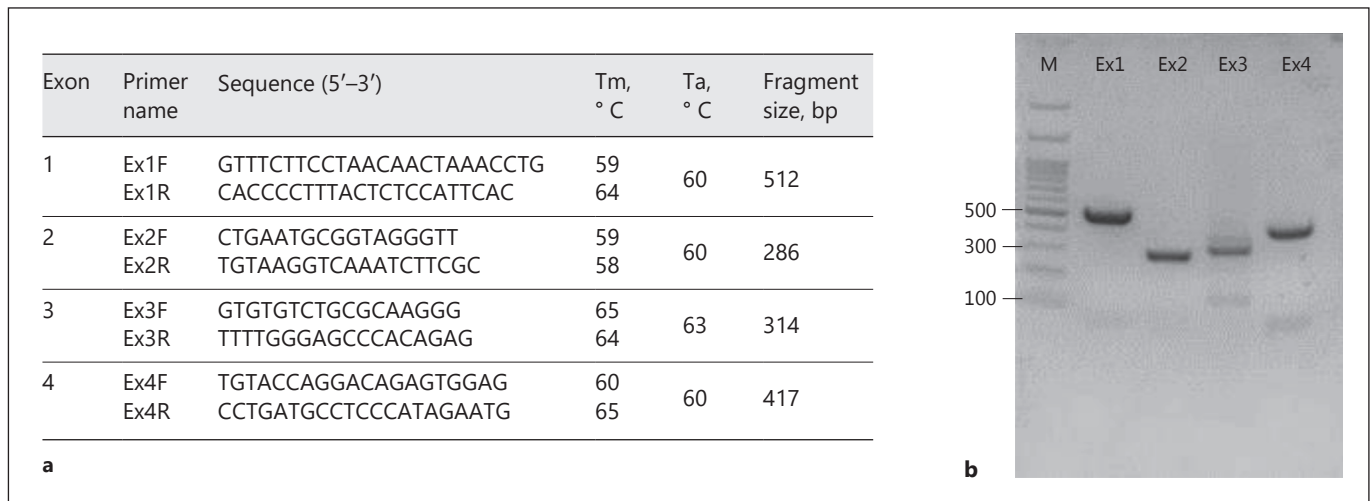 Exon Primer name Sequence (5′–3′) Tm, ° C Ta, ° C Fragment size, bp
1 Ex1F GTTTCTTCCTAACAACTAAACCTG 59 60 512
Ex1R CACCCCTTTACTCTCCATTCAC 64
2 Ex2F CTGAATGCGGTAGGGTT 59 60 286
Ex2R TGTAAGGTCAAATCTTCGC 58
3 Ex3F GTGTGTCTGCGCAAGGG 65 63 314
Ex3R TTTTGGGAGCCCACAGAG 64
4 Ex4F TGTACCAGGACAGAGTGGAG 60 60 417
Ex4R CCTGATGCCTCCCATAGAATG 65
a
M Ex1 Ex2 Ex3 Ex4
500
300
100
b